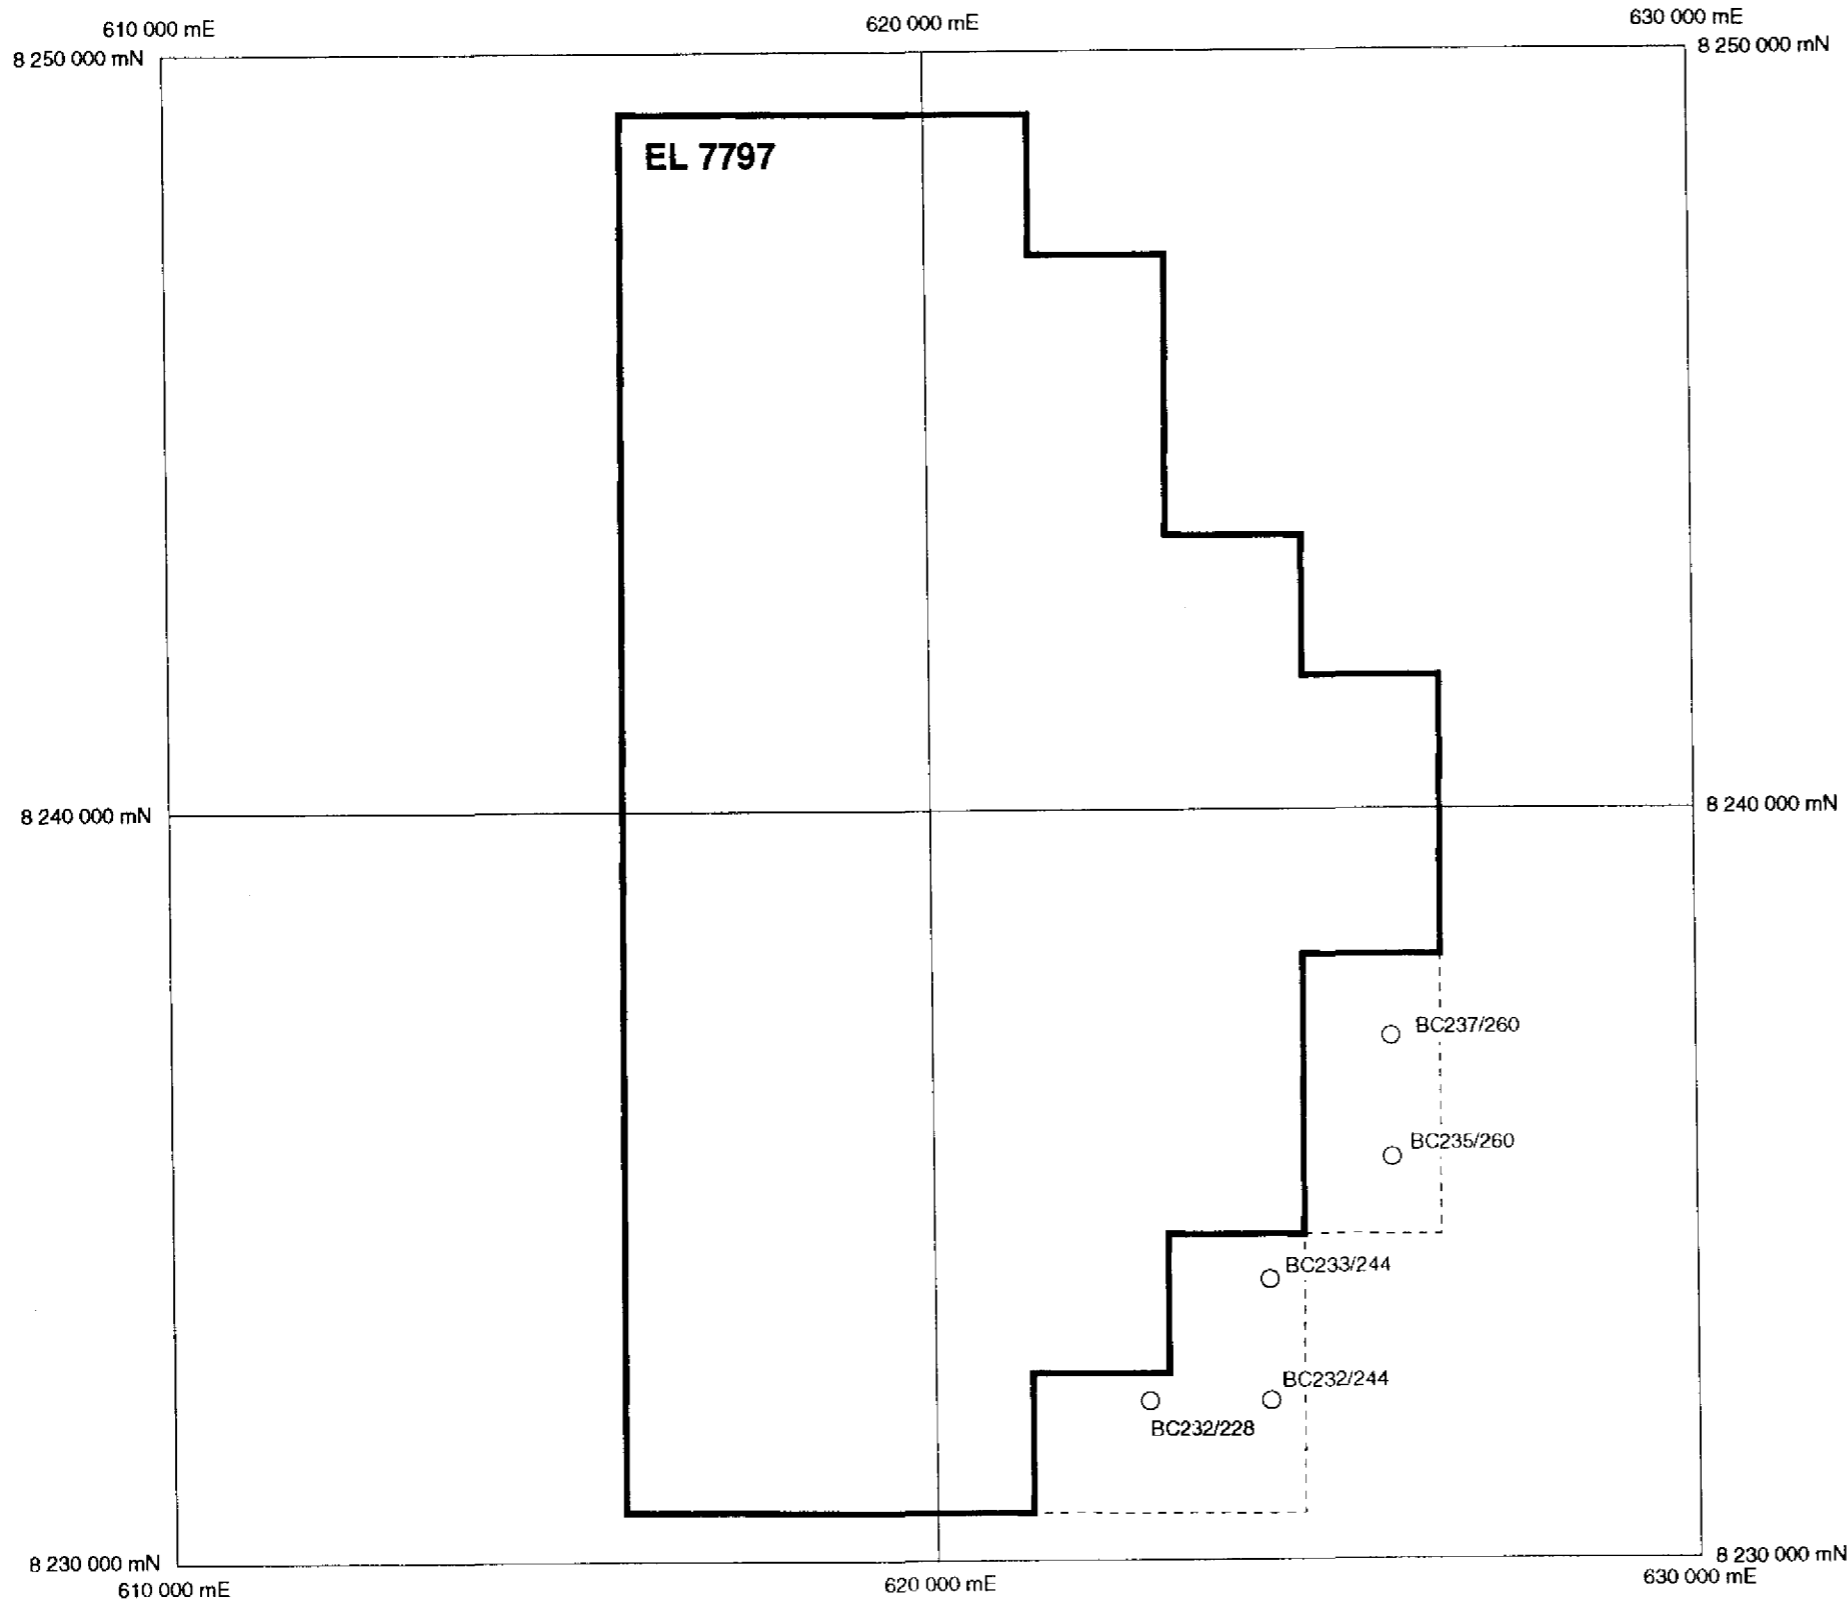 610 000 mE
620 000 mE
630 000 mE
8 250 000 mN
8 250 000 mN
EL 7797
8 240 000 mN
8 240 000 mN
BC237/260
BC235/260
BC233/244
BC232/244
BC232/228
8 230 000 mN
8 230 000 mN
610 000 mE
620 000 mE
630 000 mE